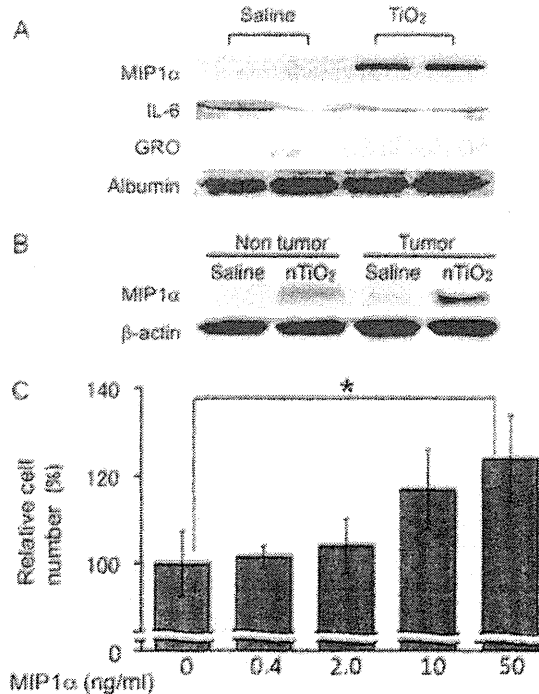 A
Saline TiO₂
MIP1α
IL-6
GRO
Albumin
B
Non tumor Tumor
Saline nTiO₂ Saline nTiO₂
MIP1α
β-actin
C
140
*
120
100
0
Relative cell
number (%)
0 0.4 2.0 10 50
MIP1α (ng/ml)